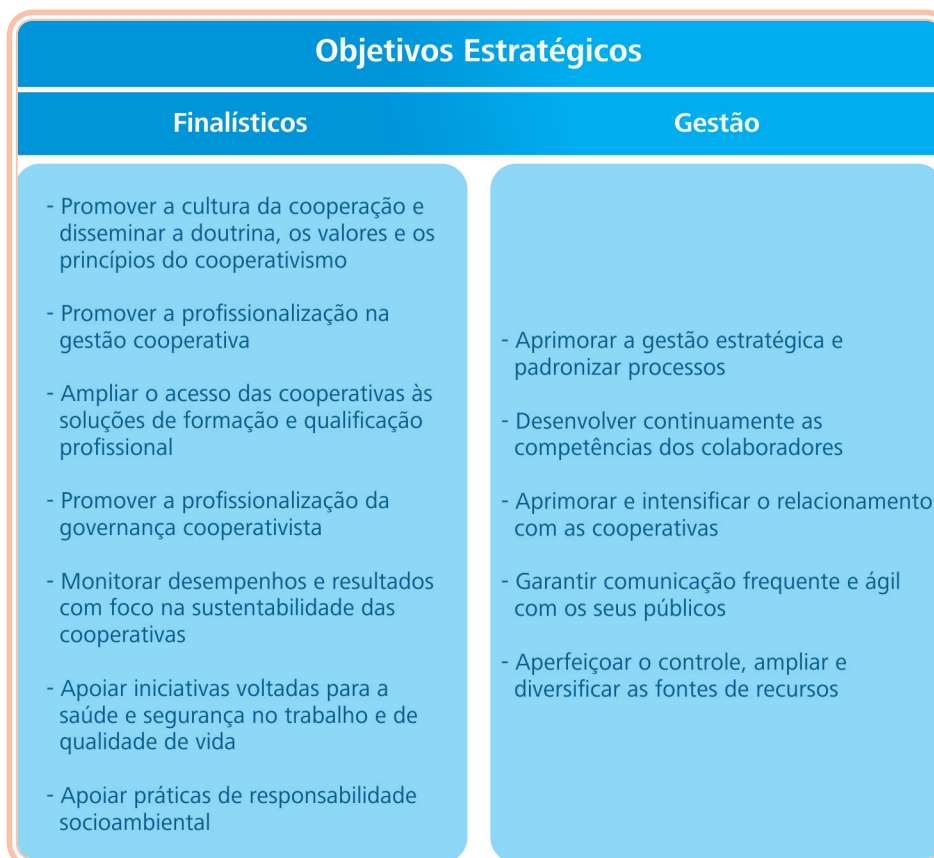 Objetivos Estratégicos
Finalísticos
Gestão
- Promover a cultura da cooperação e
disseminar a doutrina, os valores e os
princípios do cooperativismo
- Promover a profissionalização na
gestão cooperativa
- Ampliar o acesso das cooperativas às
soluções de formação e qualificação
profissional
- Promover a profissionalização da
governança cooperativista
- Monitorar desempenhos e resultados
com foco na sustentabilidade das
cooperativas
- Apoiar iniciativas voltadas para a
saúde e segurança no trabalho e de
qualidade de vida
- Apoiar práticas de responsabilidade
socioambiental
- Aprimorar a gestão estratégica e
padronizar processos
- Desenvolver continuamente as
competências dos colaboradores
- Aprimorar e intensificar o relacionamento
com as cooperativas
- Garantir comunicação frequente e ágil
com os seus públicos
- Aperfeiçoar o controle, ampliar e
diversificar as fontes de recursos